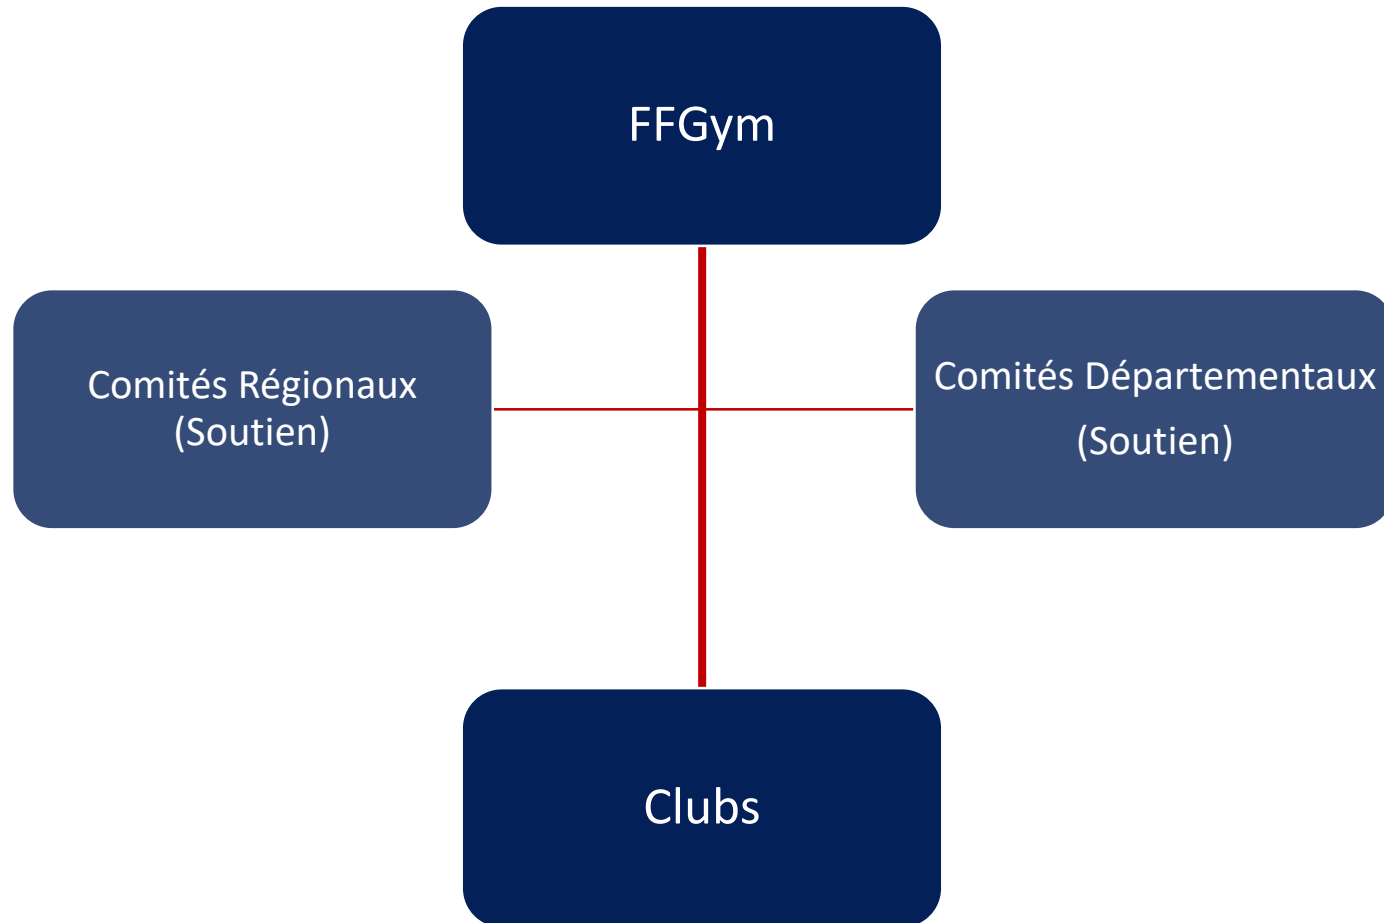 FFGym
Comités Régionaux
(Soutien)
Comités Départementaux
(Soutien)
Clubs